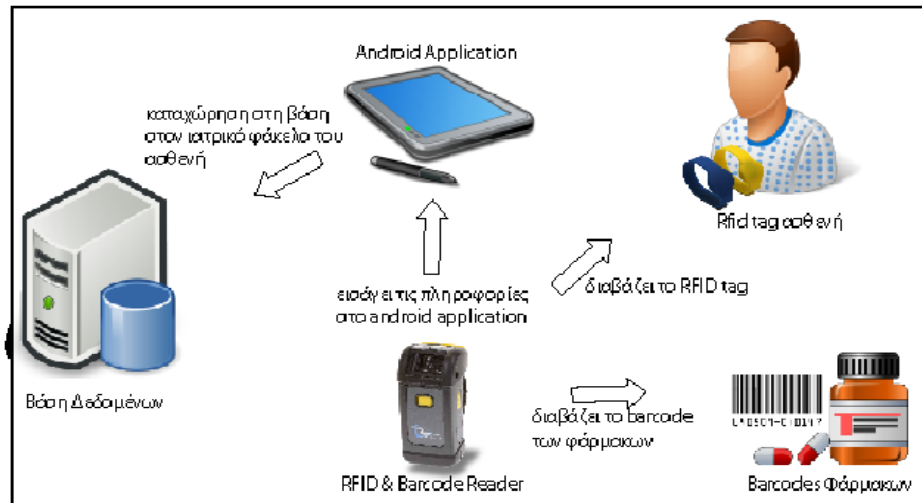 Android Application
καταχώρηση στη βάση
στον ιατρικό φάκελο του
ασθενή
Rfid tag ασθενή
διαβάζει το RFID tag
εισάγει τις πληροφορίες
στο android application
Βάση Δεδομένων
διαβάζει το barcode
των φάρμακων
RFID & Barcode Reader
Barcodes Φάρμακων